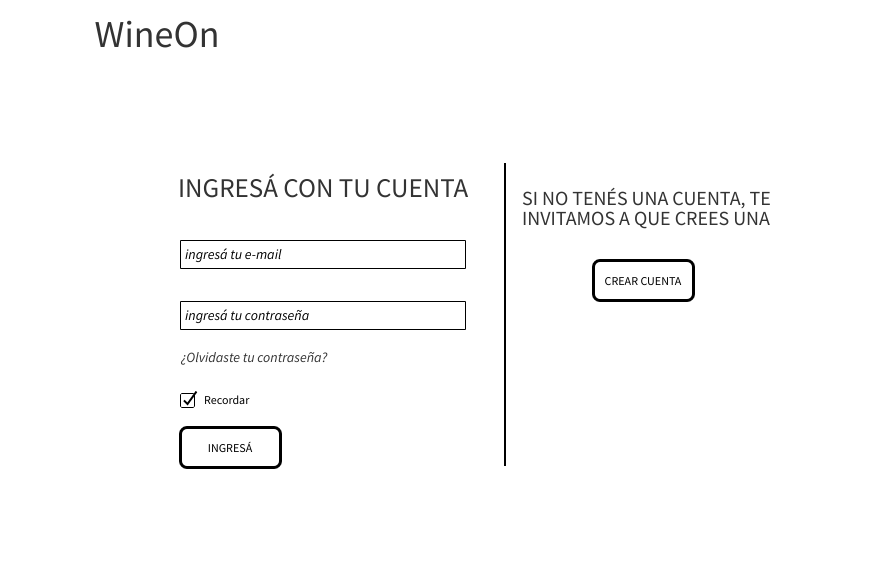 WineOn
INGRESÁ CON TU CUENTA
ingresá tu e-mail
ingresá tu contraseña
¿Olvidaste tu contraseña?
Recordar
INGRESÁ
SI NO TENÉS UNA CUENTA, TE
INVITAMOS A QUE CREES UNA
CREAR CUENTA